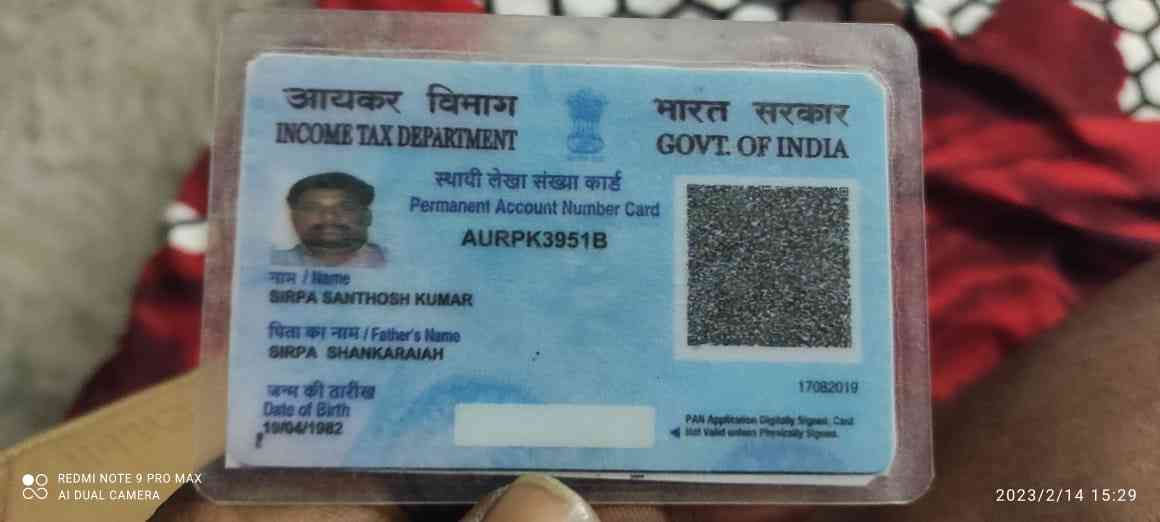 आयकर विभाग
INCOME TAX DEPARTMENT
भारत सरकार
GOVT. OF INDIA
स्थायी लेखा संख्या कार्ड
Permanent Account Number Card
AURPK3951B
नाम / Name
SIRPA SANTHOSH KUMAR
पिता का नाम / Father's Name
SIRPA SHANKARAIAH
जन्म की तारीख
Date of Birth
19/04/1982
17082019
PAN Application Digitally Signed, Card
Not Valid unless Physically Signed.
REDMI NOTE 9 PRO MAX
AI DUAL CAMERA
2023/2/14 15:29